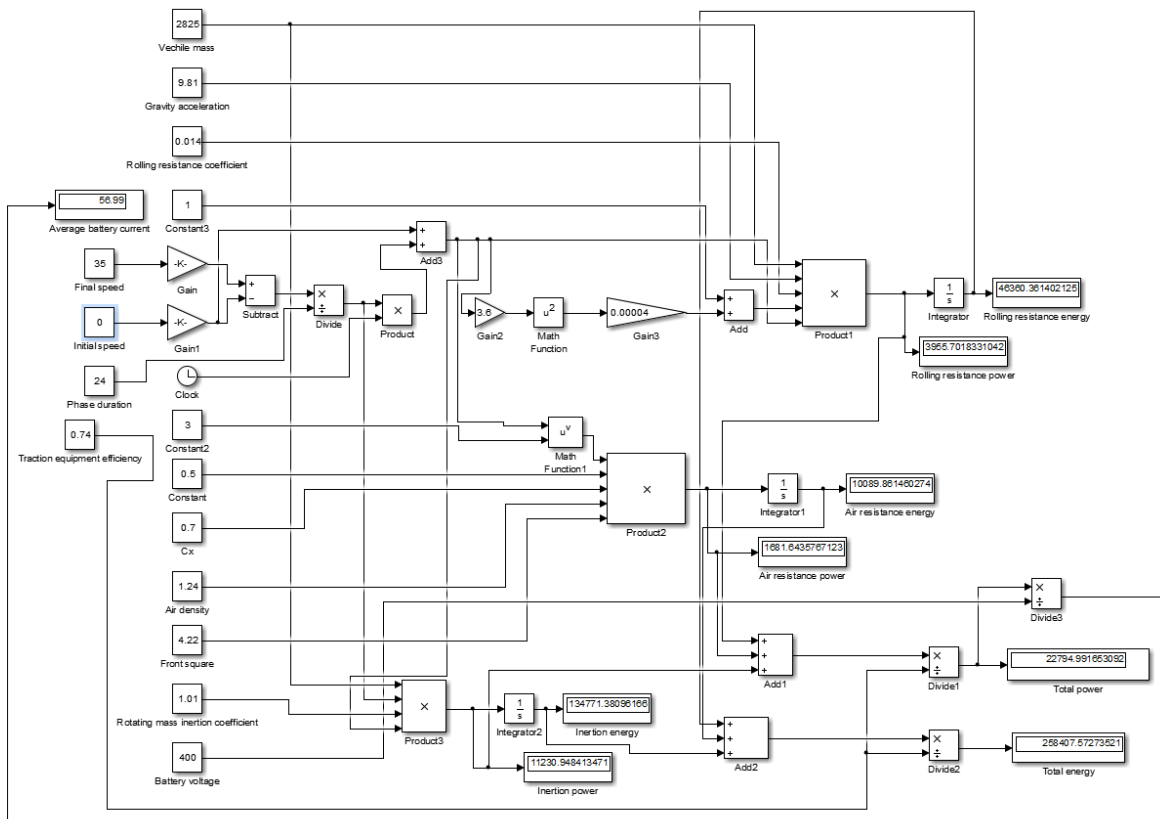 2825
Vechile mass
9.81
Gravity acceleration
0.014
Rolling resistance coefficient
56.99
Average battery current
1
Constant3
+
+
Add3
35
Final speed
-K-
Gain
+
−
Subtract
×
÷
Divide
×
Product
0
Initial speed
-K-
Gain1
3.6
Gain2
u²
Math
Function
0.00004
Gain3
+
+
Add
×
Product1
1
s
Integrator
46360.361402125
Rolling resistance energy
3955.7018331042
Rolling resistance power
24
Phase duration
Clock
0.74
Traction equipment efficiency
3
Constant2
uᵛ
Math
Function1
0.5
Constant
×
Product2
1
s
Integrator1
10089.861460274
Air resistance energy
0.7
Cx
1681.6435767123
Air resistance power
1.24
Air density
×
÷
Divide3
4.22
Front square
+
+
+
Add1
×
÷
Divide1
22794.991653092
Total power
1.01
Rotating mass inertion coefficient
×
Product3
1
s
Integrator2
134771.38096166
Inertion energy
+
+
+
Add2
×
÷
Divide2
258407.57273521
Total energy
400
Battery voltage
11230.948413471
Inertion power